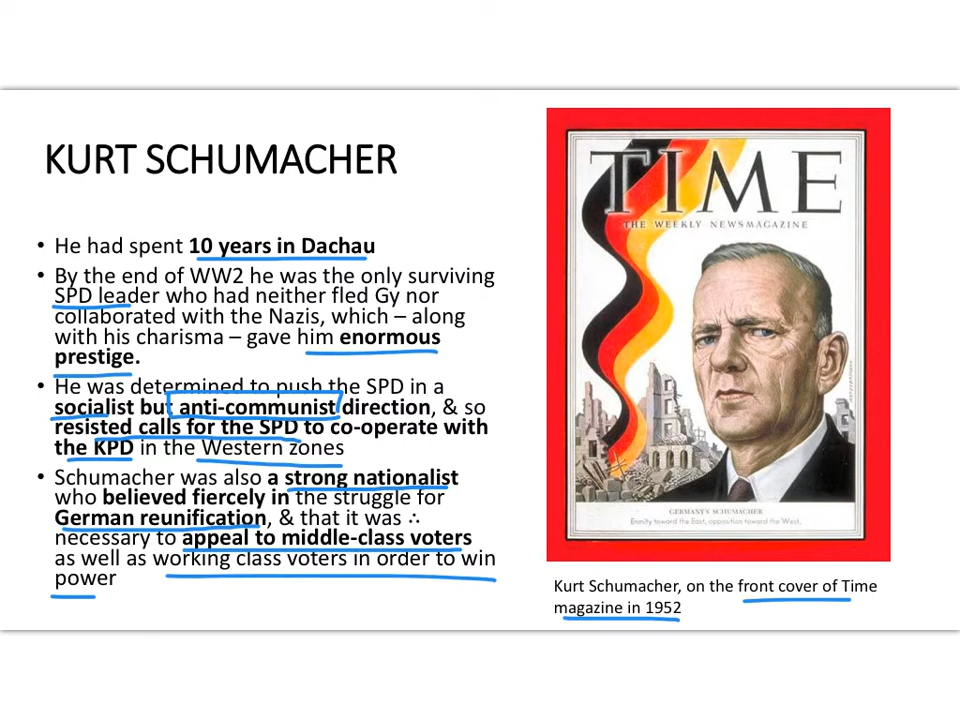 KURT SCHUMACHER
• He had spent 10 years in Dachau
• By the end of WW2 he was the only surviving
SPD leader who had neither fled Gy nor
collaborated with the Nazis, which – along
with his charisma – gave him enormous
prestige.
• He was determined to push the SPD in a
socialist but anti-communist direction, & so
resisted calls for the SPD to co-operate with
the KPD in the Western zones
• Schumacher was also a strong nationalist
who believed fiercely in the struggle for
German reunification, & that it was ∴
necessary to appeal to middle-class voters
as well as working class voters in order to win
power
TIME
THE WEEKLY NEWSMAGAZINE
GERMANY'S SCHUMACHER
Enmity toward the East, opposition toward the West.
Kurt Schumacher, on the front cover of Time
magazine in 1952